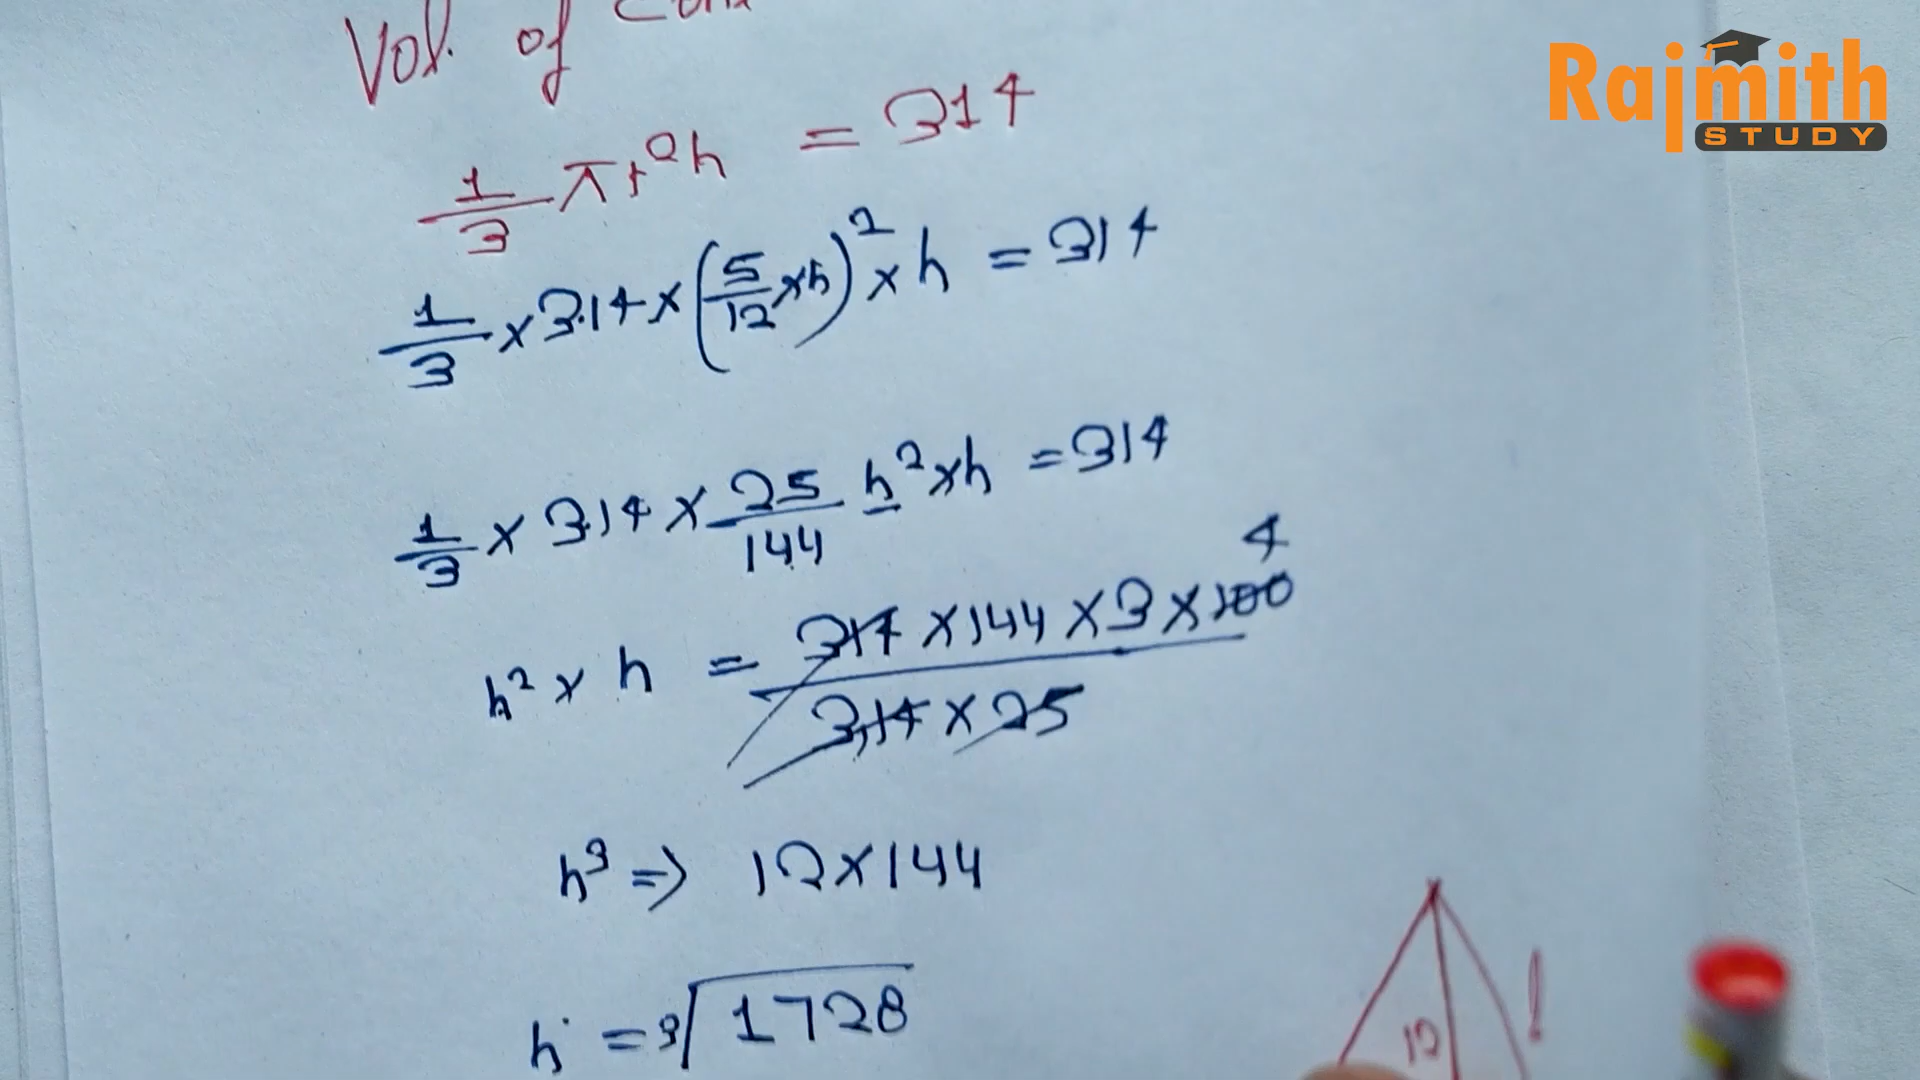 Vol. of
1/3 πr²h = 314
1/3 × 3.14 × (5/12 × h)² × h = 314
1/3 × 3.14 × 25/144 h² × h = 314
4
h² × h = 314 × 144 × 3 × 100 / 3.14 × 25
h³ ⇒ 12 × 144
h = ³√1728
12
l
Rajmith
STUDY